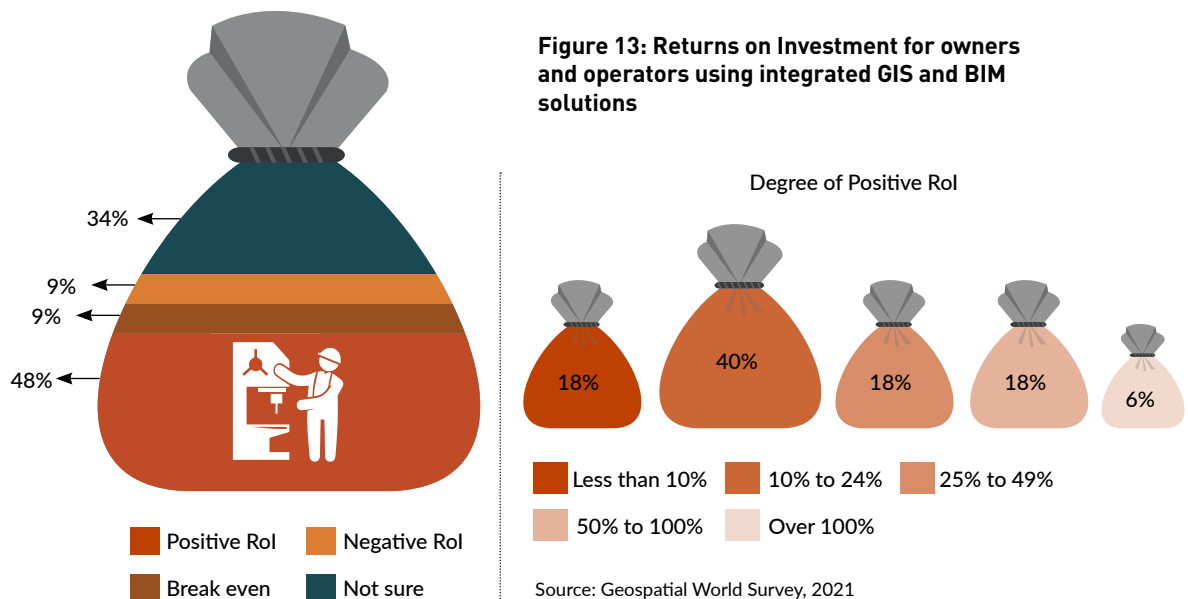 Figure 13: Returns on Investment for owners
and operators using integrated GIS and BIM
solutions
34%
9%
9%
48%
Positive RoI
Negative RoI
Break even
Not sure
Degree of Positive RoI
18%
40%
18%
18%
6%
Less than 10%
10% to 24%
25% to 49%
50% to 100%
Over 100%
Source: Geospatial World Survey, 2021